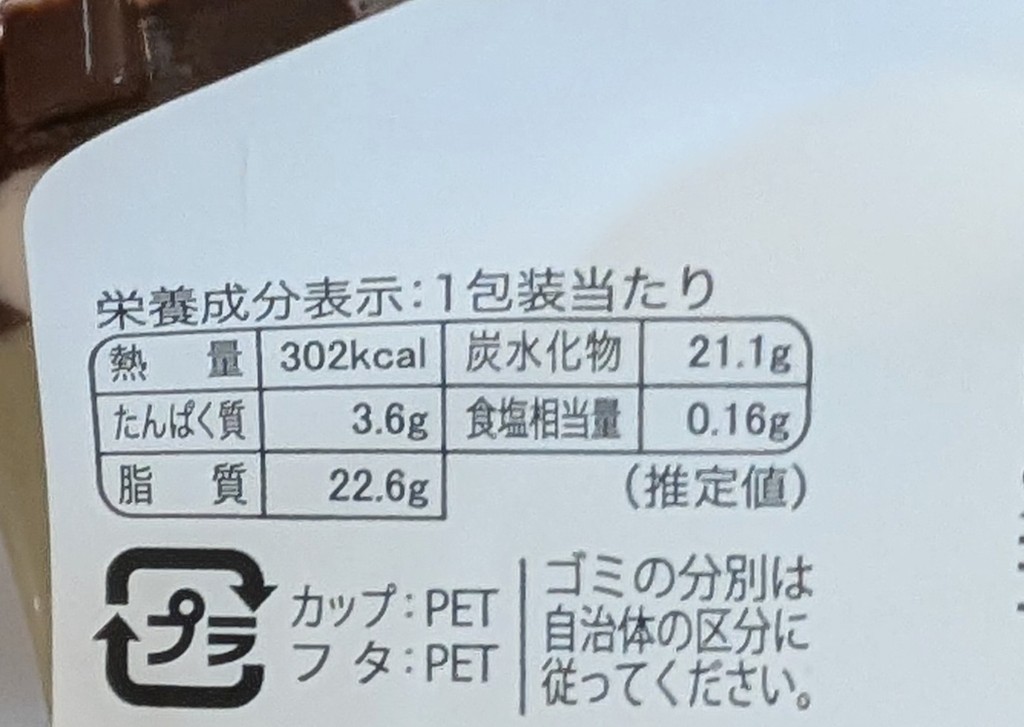 栄養成分表示:1包装当たり
熱 量 302kcal 炭水化物 21.1g
たんぱく質 3.6g 食塩相当量 0.16g
脂 質 22.6g (推定値)
プラ
カップ:PET
フタ:PET
ゴミの分別は
自治体の区分に
従ってください。